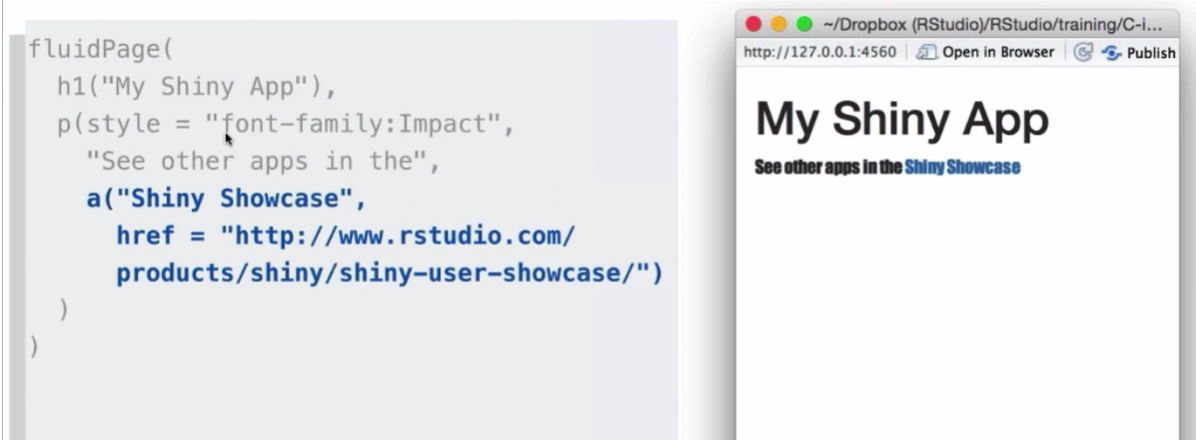 fluidPage(
h1("My Shiny App"),
p(style = "font-family:Impact",
"See other apps in the",
a("Shiny Showcase",
href = "http://www.rstudio.com/
products/shiny/shiny-user-showcase/")
)
)
~/Dropbox (RStudio)/RStudio/training/C-i...
http://127.0.0.1:4560 Open in Browser Publish
My Shiny App
See other apps in the Shiny Showcase